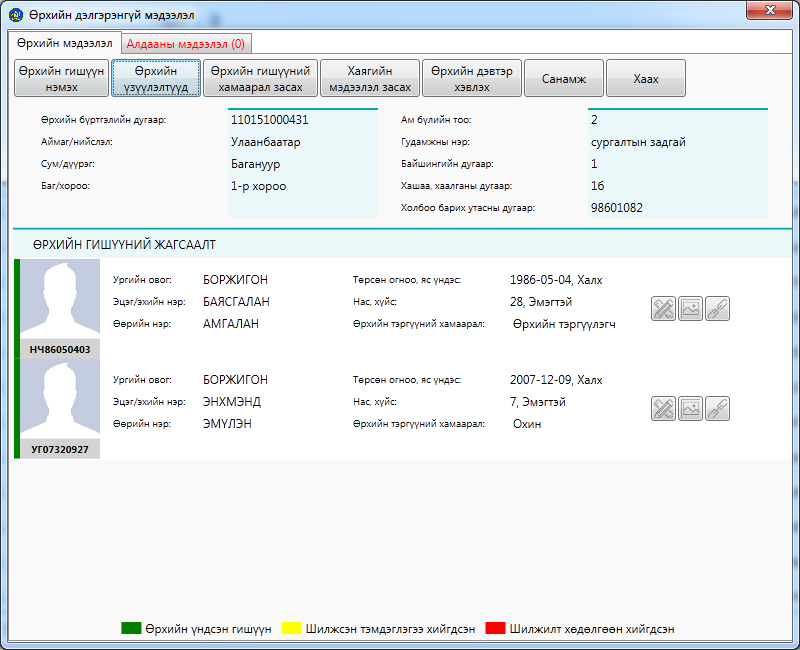 Өрхийн дэлгэрэнгүй мэдээлэл
Өрхийн мэдээлэл
Алдааны мэдээлэл (0)
Өрхийн гишүүн
нэмэх
Өрхийн
үзүүлэлтүүд
Өрхийн гишүүний
хамаарал засах
Хаягийн
мэдээлэл засах
Өрхийн дэвтэр
хэвлэх
Санамж
Хаах
Өрхийн бүртгэлийн дугаар: 110151000431
Аймаг/нийслэл: Улаанбаатар
Сум/дүүрэг: Багануур
Баг/хороо: 1-р хороо
Ам бүлийн тоо: 2
Гудамжны нэр: сургалтын задгай
Байшингийн дугаар: 1
Хашаа, хаалганы дугаар: 16
Холбоо барих утасны дугаар: 98601082
ӨРХИЙН ГИШҮҮНИЙ ЖАГСААЛТ
Ургийн овог: БОРЖИГОН Төрсөн огноо, яс үндэс: 1986-05-04, Халх
Эцэг/эхийн нэр: БАЯСГАЛАН Нас, хүйс: 28, Эмэгтэй
Өөрийн нэр: АМГАЛАН Өрхийн тэргүүний хамаарал: Өрхийн тэргүүлэгч
НЧ86050403
Ургийн овог: БОРЖИГОН Төрсөн огноо, яс үндэс: 2007-12-09, Халх
Эцэг/эхийн нэр: ЭНХМЭНД Нас, хүйс: 7, Эмэгтэй
Өөрийн нэр: ЭМҮЛЭН Өрхийн тэргүүний хамаарал: Охин
УГ07320927
Өрхийн үндсэн гишүүн Шилжсэн тэмдэглэгээ хийгдсэн Шилжилт хөдөлгөөн хийгдсэн